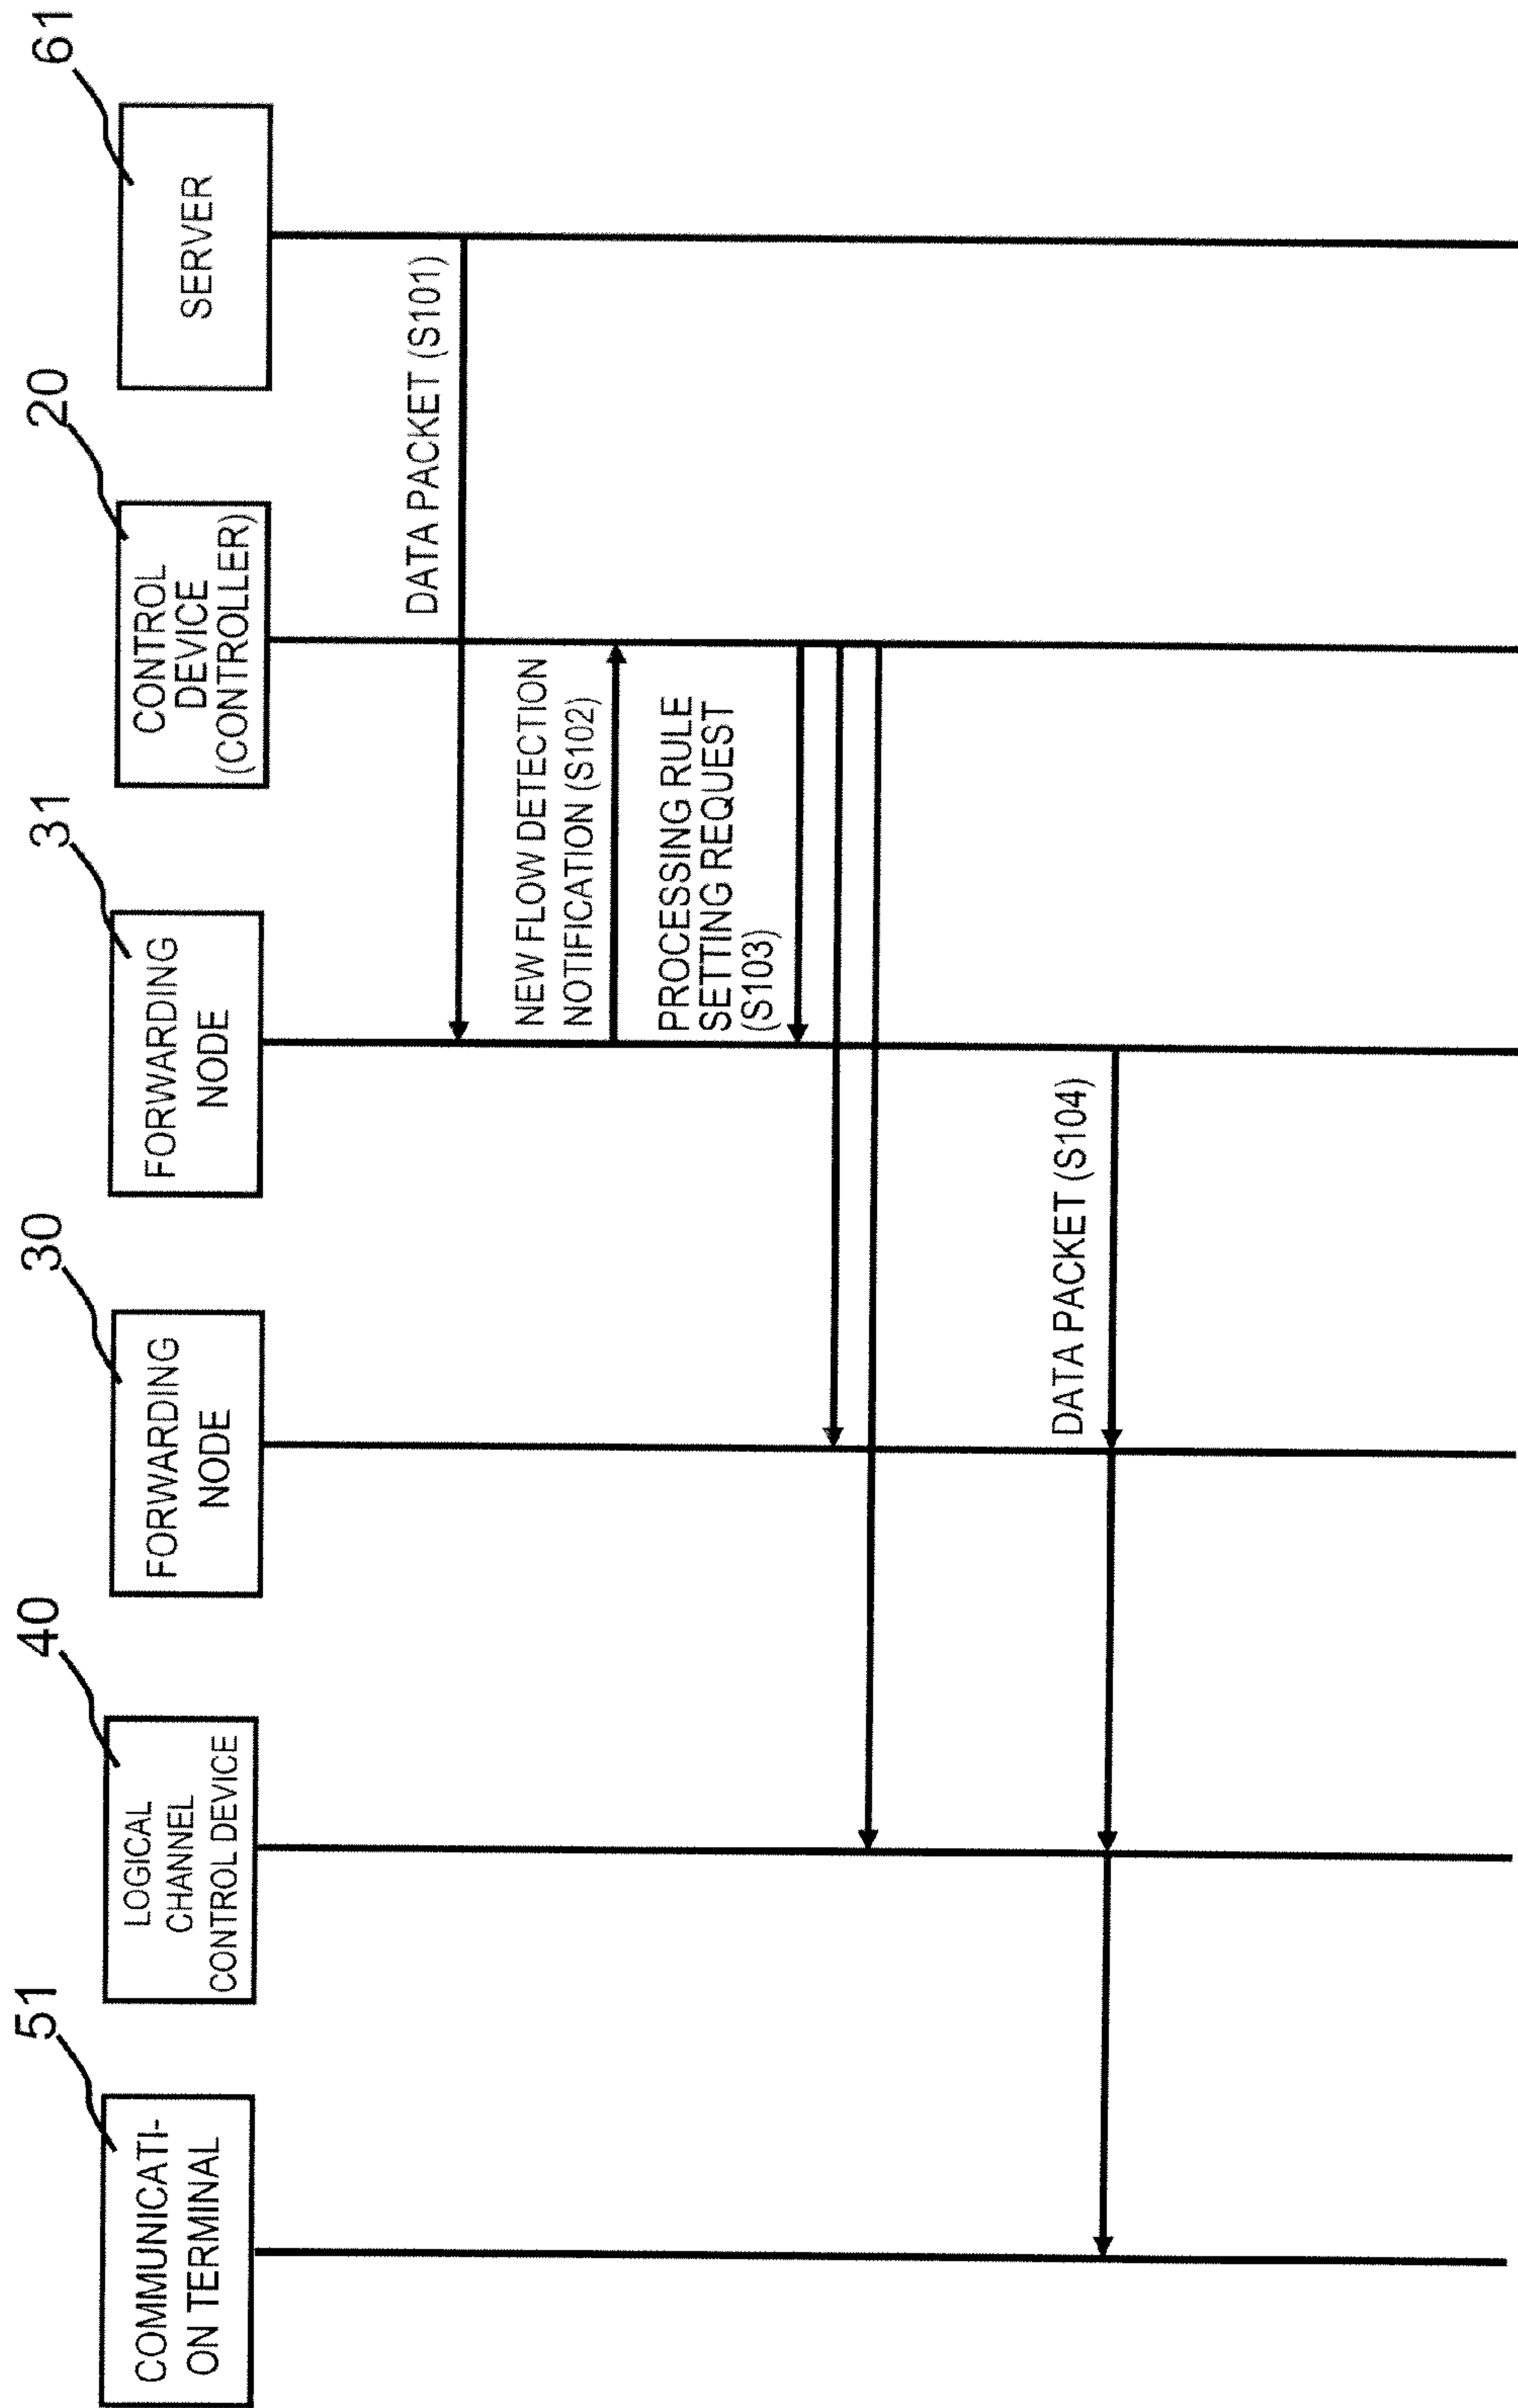 51
COMMUNICATI-
ON TERMINAL
40
LOGICAL
CHANNEL
CONTROL DEVICE
30
FORWARDING
NODE
31
FORWARDING
NODE
20
CONTROL
DEVICE
(CONTROLLER)
61
SERVER
DATA PACKET (S101)
NEW FLOW DETECTION
NOTIFICATION (S102)
PROCESSING RULE
SETTING REQUEST
(S103)
DATA PACKET (S104)